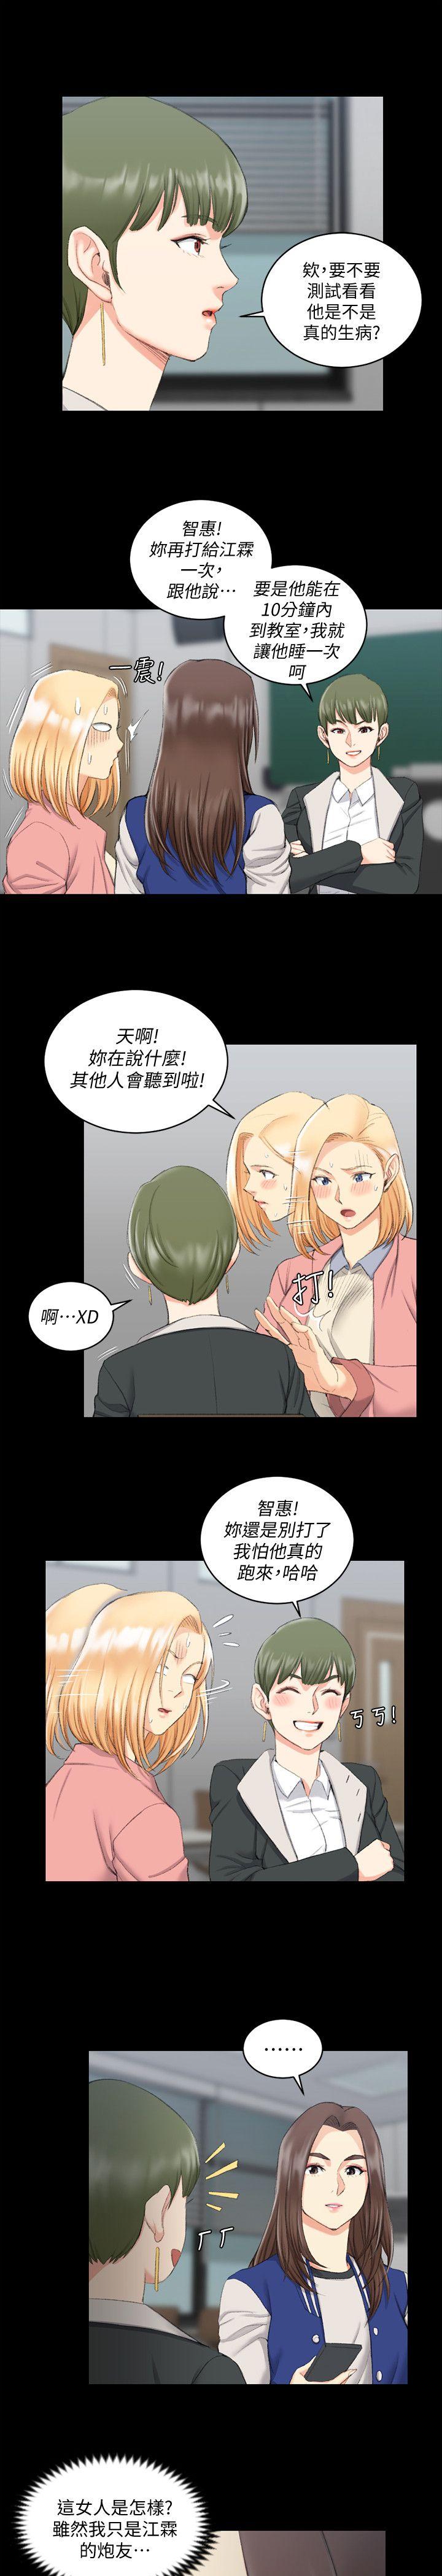 欸，要不要
測試看看
他是不是
真的生病?
智惠!
妳再打給江霖
一次，
跟他說…
要是他能在
10分鐘內
到教室，我就
讓他睡一次
呵
一震!
天啊!
妳在說什麼!
其他人會聽到啦!
打!
啊…XD
智惠!
妳還是別打了
我怕他真的
跑來，哈哈
ㄎㄎ!
……
ㄏㄏ
這女人是怎樣?
雖然我只是江霖
的炮友…